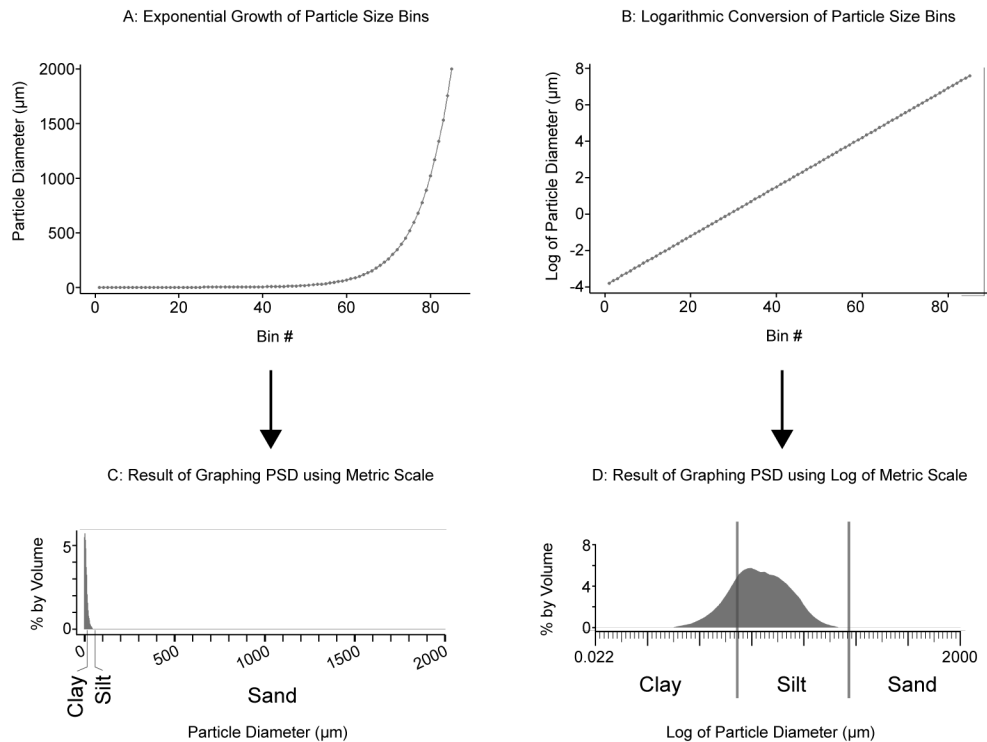 A: Exponential Growth of Particle Size Bins
Particle Diameter (µm)
2000
1500
1000
500
0
0 20 40 60 80
Bin #
B: Logarithmic Conversion of Particle Size Bins
Log of Particle Diameter (µm)
8
6
4
2
0
-2
-4
0 20 40 60 80
Bin #
C: Result of Graphing PSD using Metric Scale
% by Volume
5
0
0 500 1000 1500 2000
Clay Silt Sand
Particle Diameter (µm)
D: Result of Graphing PSD using Log of Metric Scale
% by Volume
8
4
0
0.022 2000
Clay Silt Sand
Log of Particle Diameter (µm)